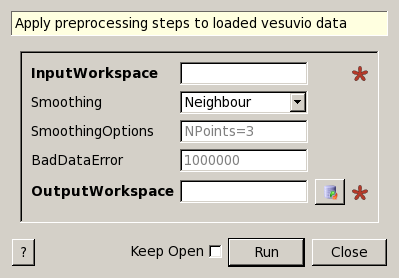 Apply preprocessing steps to loaded vesuvio data
InputWorkspace *
Smoothing Neighbour
SmoothingOptions NPoints=3
BadDataError 1000000
OutputWorkspace *
? Keep Open Run Close